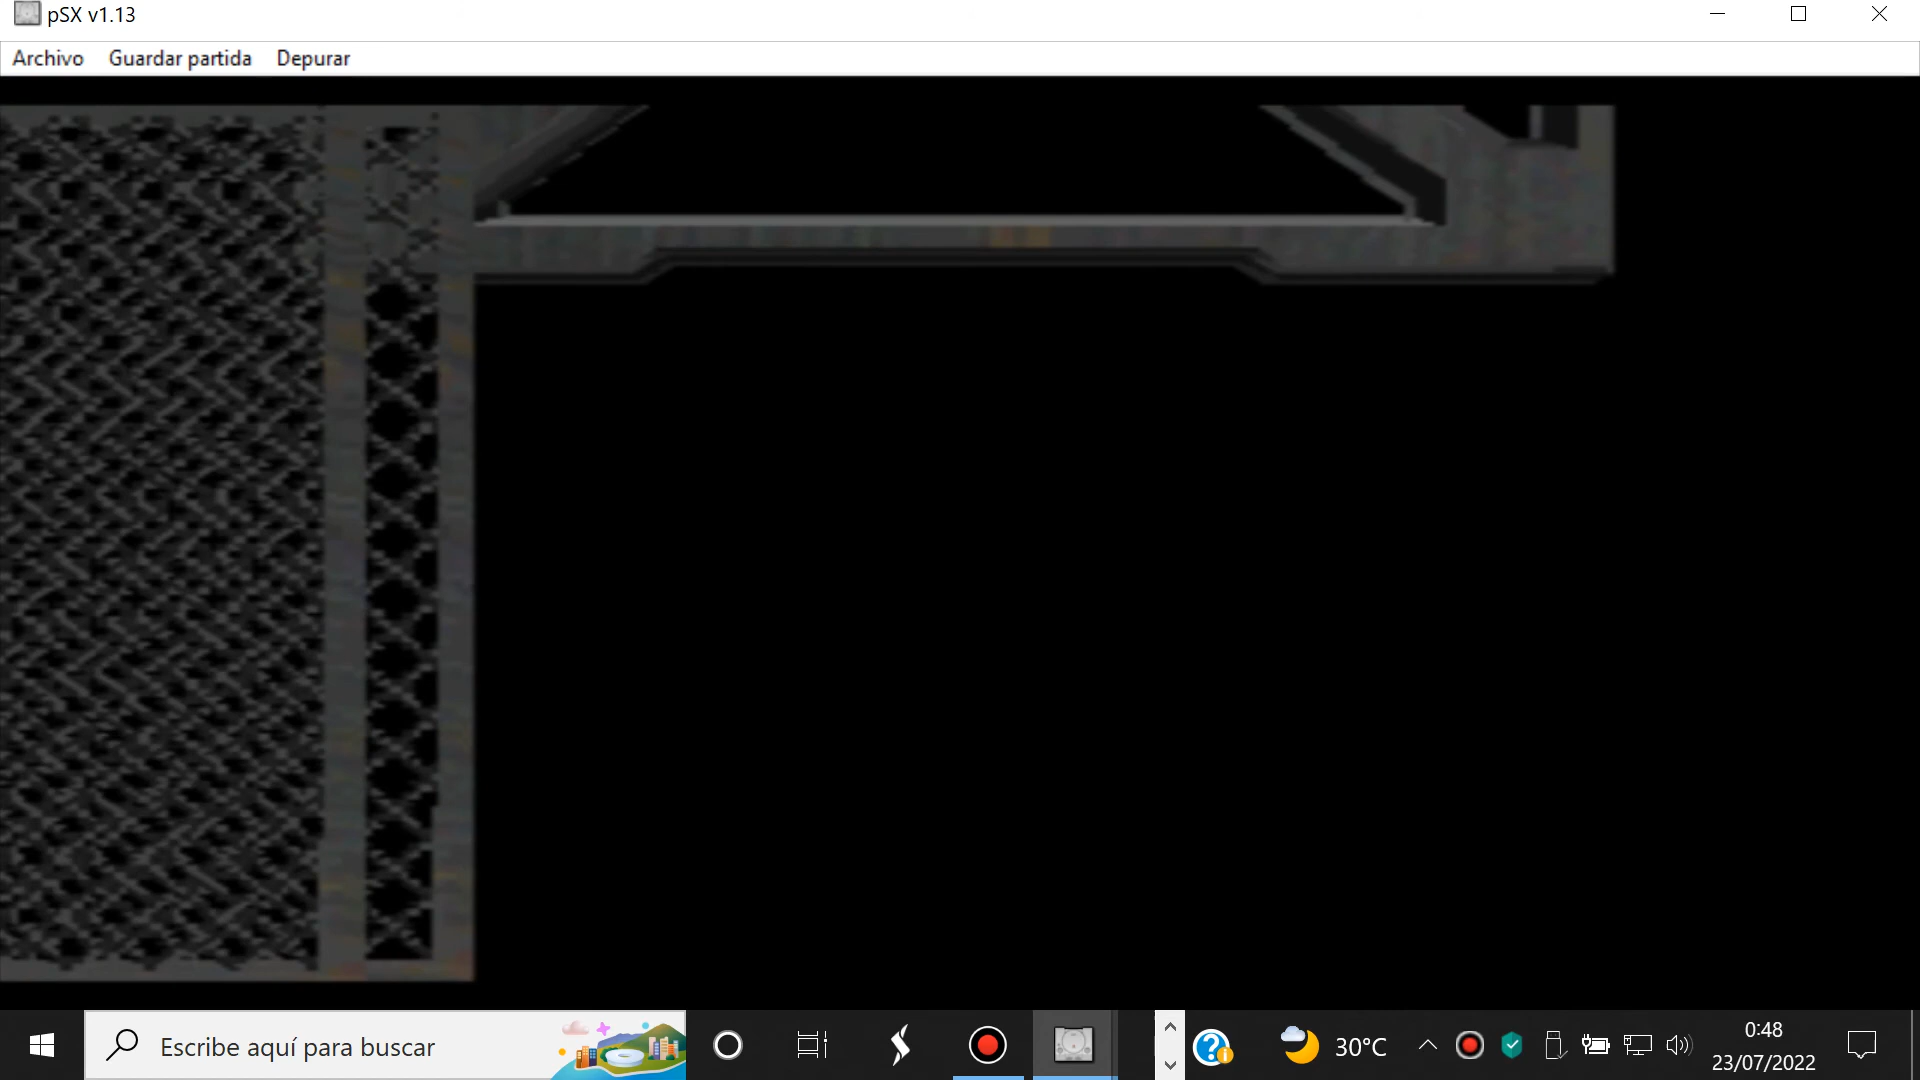 pSX v1.13
Archivo Guardar partida Depurar
Escribe aquí para buscar
30°C
0:48
23/07/2022